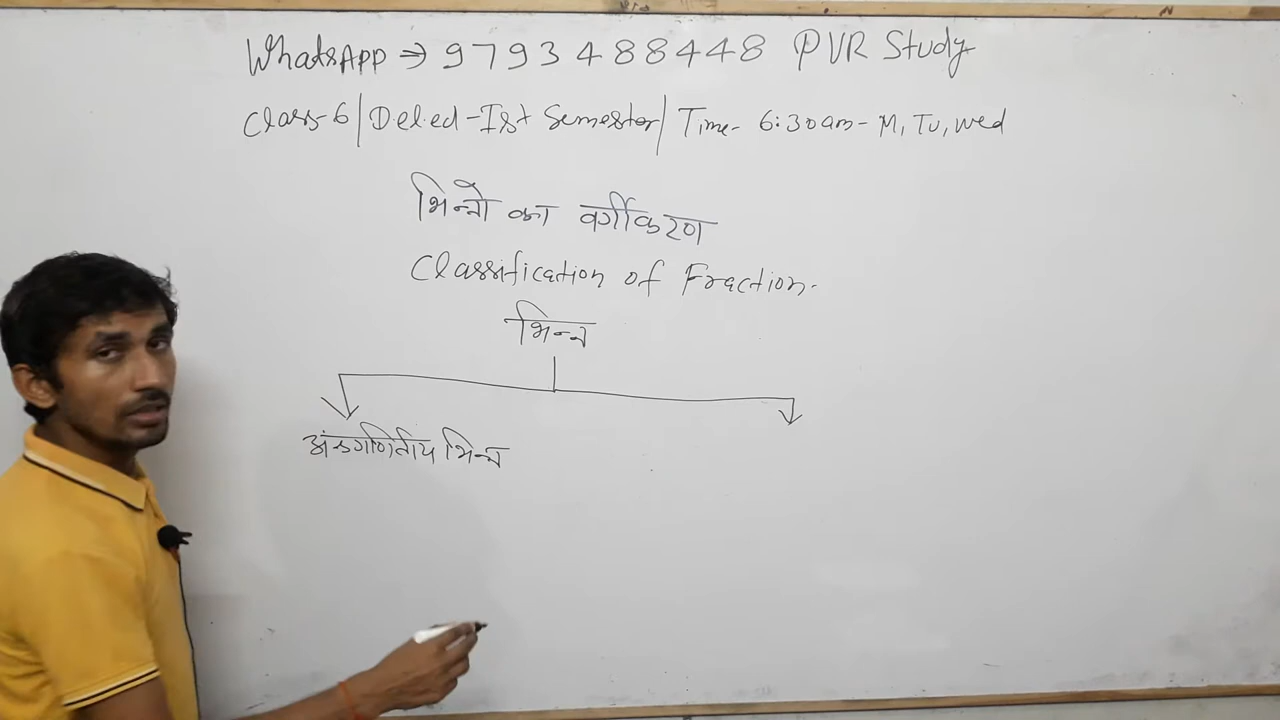 WhatsApp ⇒ 9793488448 PVR Study
Class-6 | D.el.ed - Ist Semester | Time - 6:30am - M, Tu, Wed
भिन्नो का वर्गीकरण
Classification of Fraction.
भिन्न
अंकगणितीय भिन्न